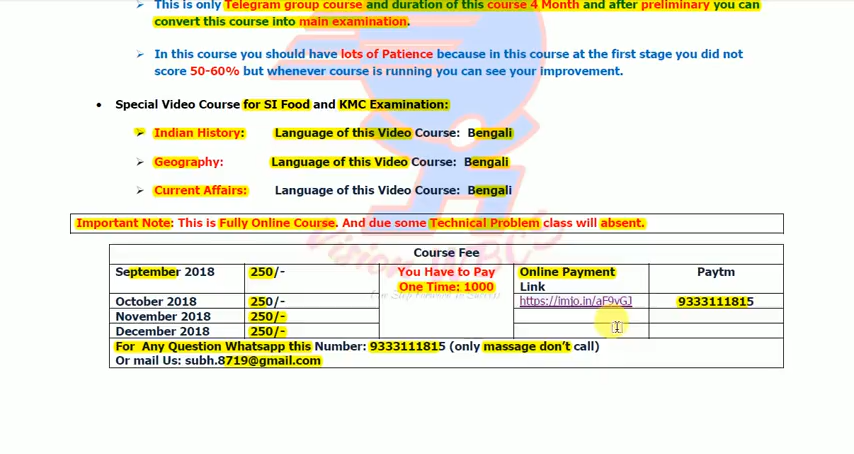 This is only Telegram group course and duration of this course 4 Month and after preliminary you can
convert this course into main examination.
In this course you should have lots of Patience because in this course at the first stage you did not
score 50-60% but whenever course is running you can see your improvement.
Special Video Course for SI Food and KMC Examination:
Indian History: Language of this Video Course: Bengali
Geography: Language of this Video Course: Bengali
Current Affairs: Language of this Video Course: Bengali
Important Note: This is Fully Online Course. And due some Technical Problem class will absent.
Course Fee
September 2018 250/- You Have to Pay Online Payment Paytm
One Time: 1000 Link
October 2018 250/- https://imjo.in/aF9vGJ 9333111815
November 2018 250/-
December 2018 250/-
For Any Question Whatsapp this Number: 9333111815 (only massage don't call)
Or mail Us: subh.8719@gmail.com
Vision WBCS